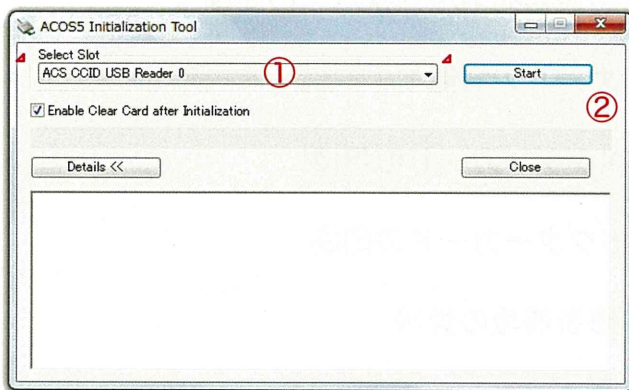 ACOS5 Initialization Tool
Select Slot
ACS CCID USB Reader 0
①
Start
②
Enable Clear Card after Initialization
Details <<
Close